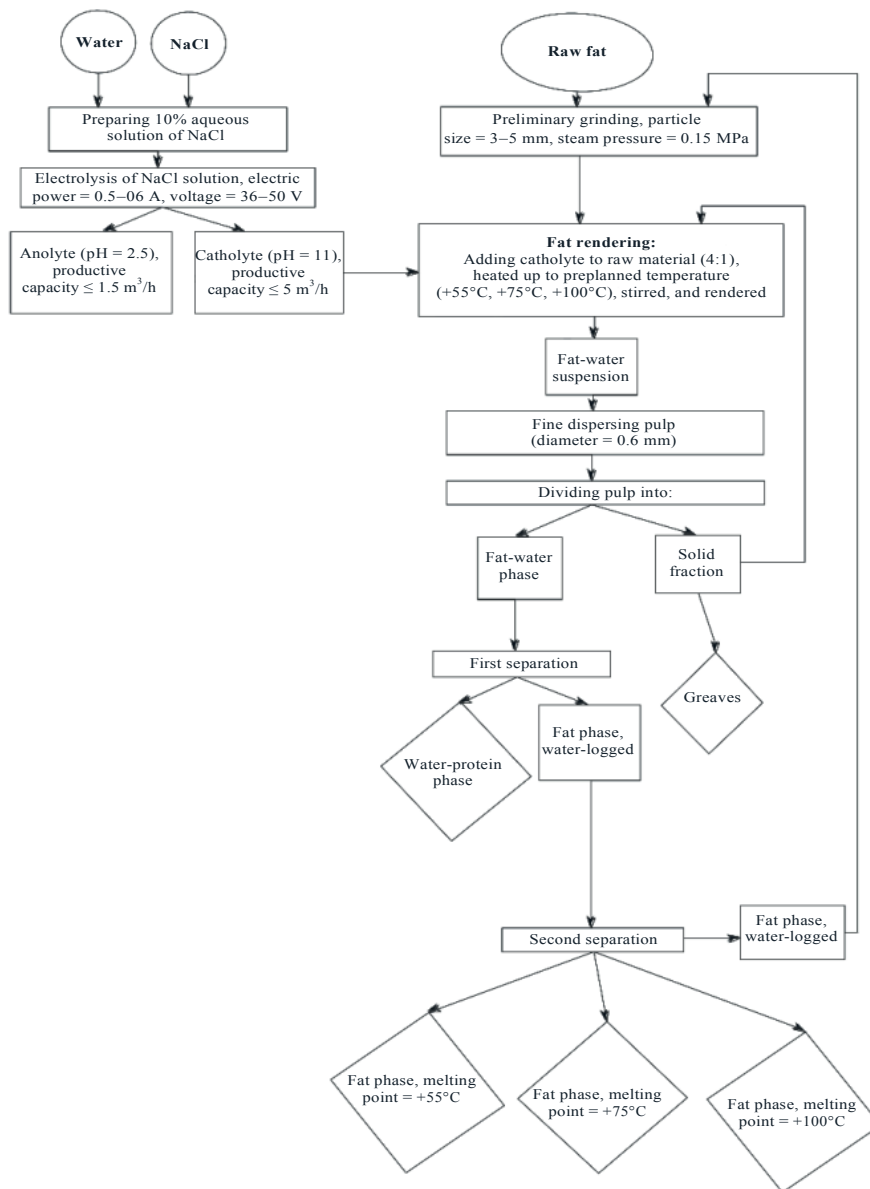 Water
NaCl
Raw fat
Preparing 10% aqueous
solution of NaCl
Preliminary grinding, particle
size = 3–5 mm, steam pressure = 0.15 MPa
Electrolysis of NaCl solution, electric
power = 0.5–06 A, voltage = 36–50 V
Anolyte (pH = 2.5),
productive
capacity ≤ 1.5 m³/h
Catholyte (pH = 11),
productive
capacity ≤ 5 m³/h
Fat rendering:
Adding catholyte to raw material (4:1),
heated up to preplanned temperature
(+55°C, +75°C, +100°C), stirred, and rendered
Fat-water
suspension
Fine dispersing pulp
(diameter = 0.6 mm)
Dividing pulp into:
Fat-water
phase
Solid
fraction
First separation
Greaves
Water-protein
phase
Fat phase,
water-logged
Second separation
Fat phase,
water-logged
Fat phase, melting
point = +55°C
Fat phase, melting
point = +75°C
Fat phase, melting
point = +100°C